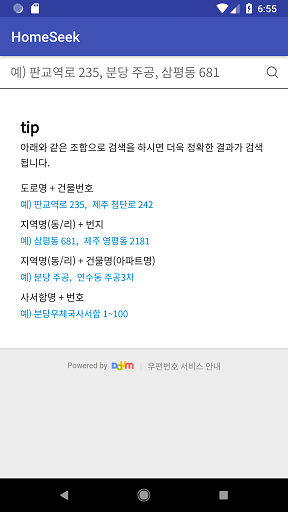 6:55
HomeSeek
예) 판교역로 235, 분당 주공, 삼평동 681
tip
아래와 같은 조합으로 검색을 하시면 더욱 정확한 결과가 검색
됩니다.
도로명 + 건물번호
예) 판교역로 235, 제주 첨단로 242
지역명(동/리) + 번지
예) 삼평동 681, 제주 영평동 2181
지역명(동/리) + 건물명(아파트명)
예) 분당 주공, 연수동 주공3차
사서함명 + 번호
예) 분당우체국사서함 1~100
Powered by Daum 우편번호 서비스 안내